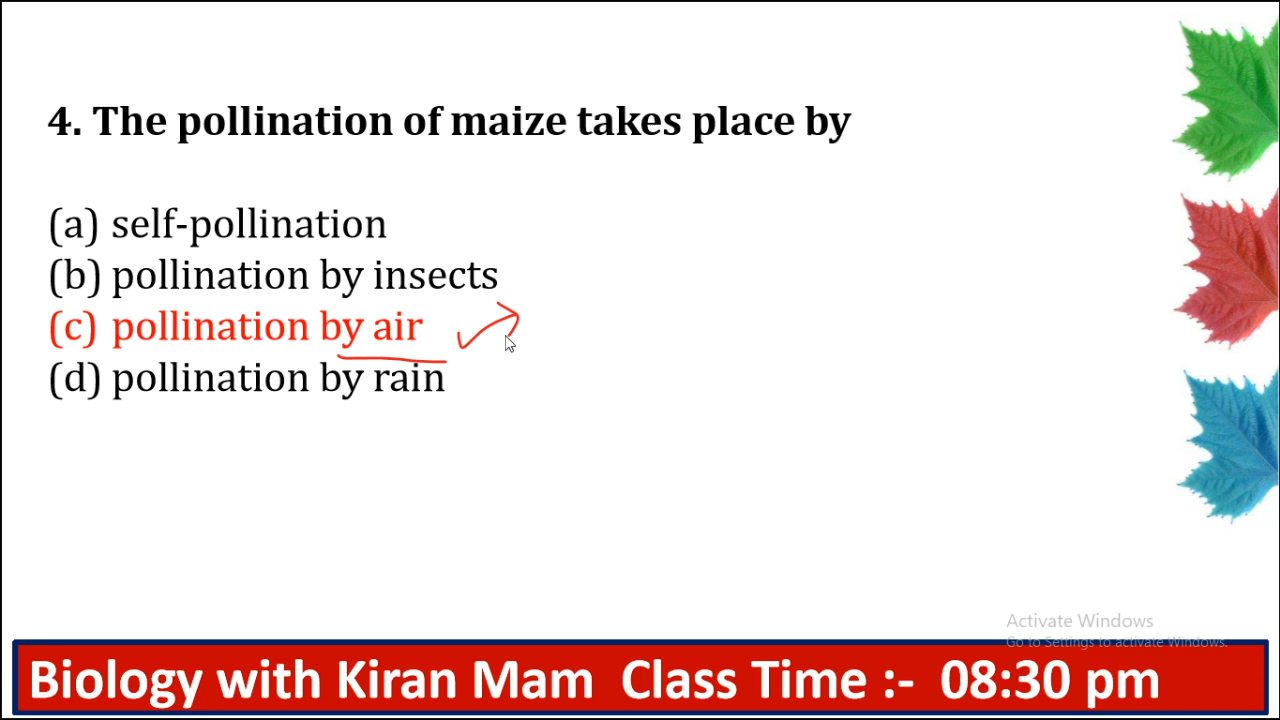 4. The pollination of maize takes place by
(a) self-pollination
(b) pollination by insects
(c) pollination by air
(d) pollination by rain
Activate Windows
Go to Settings to activate Windows.
Biology with Kiran Mam Class Time :- 08:30 pm